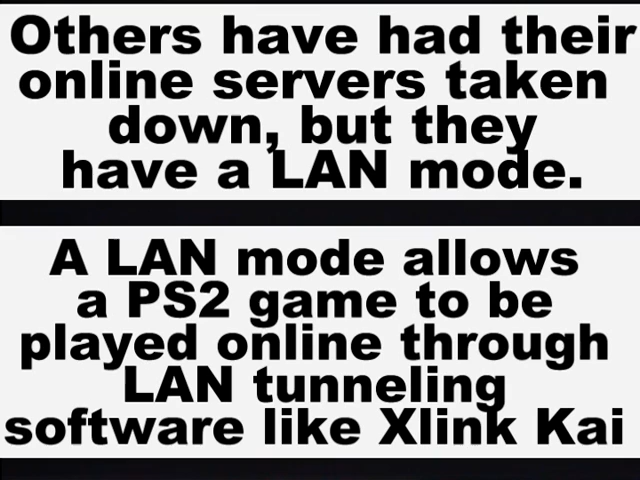 Others have had their
online servers taken
down, but they
have a LAN mode.
A LAN mode allows
a PS2 game to be
played online through
LAN tunneling
software like Xlink Kai